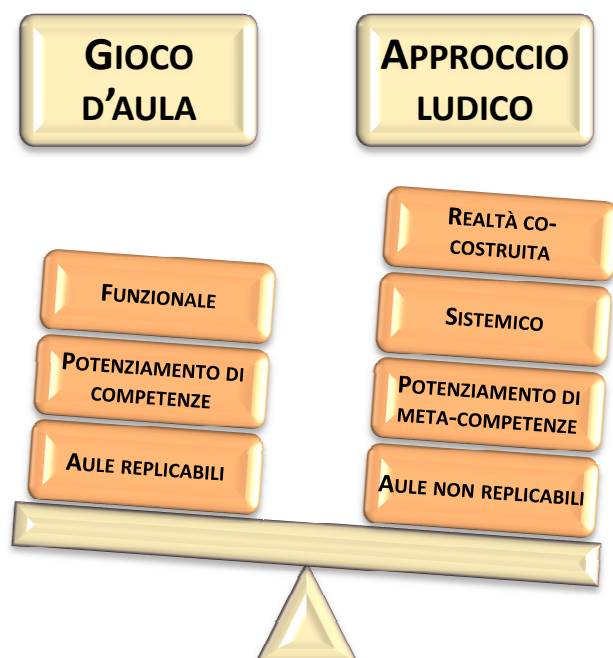 GIOCO
D'AULA
APPROCCIO
LUDICO
FUNZIONALE
POTENZIAMENTO DI
COMPETENZE
AULE REPLICABILI
REALTÀ CO-
COSTRUITA
SISTEMICO
POTENZIAMENTO DI
META-COMPETENZE
AULE NON REPLICABILI